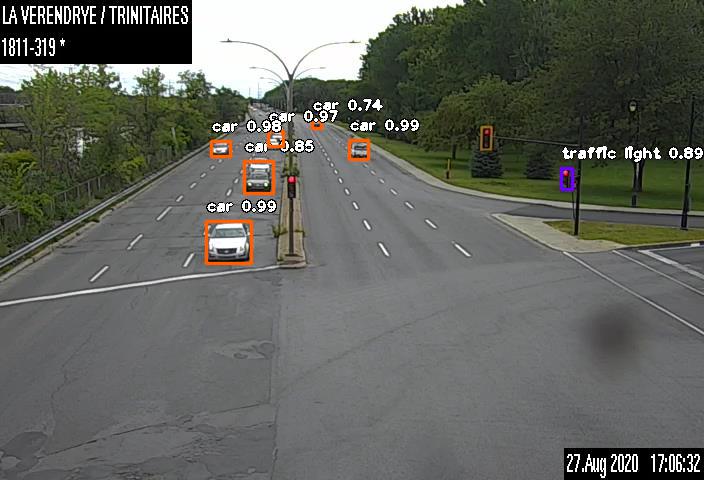 LA VERENDRYE / TRINITAIRES
1811-319 *
car 0.74
car 0.97
car 0.98
car 0.99
car 0.85
traffic light 0.89
car 0.99
27.Aug 2020 17:06:32